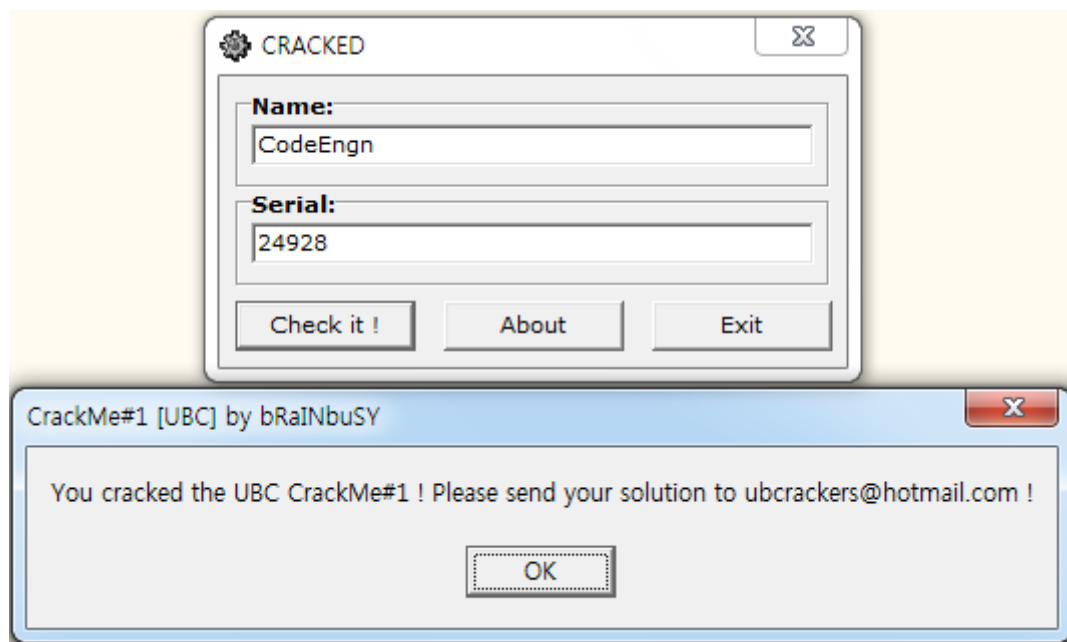 CRACKED
Name:
CodeEngn
Serial:
24928
Check it !
About
Exit
CrackMe#1 [UBC] by bRaINbuSY
You cracked the UBC CrackMe#1 ! Please send your solution to ubcrackers@hotmail.com !
OK